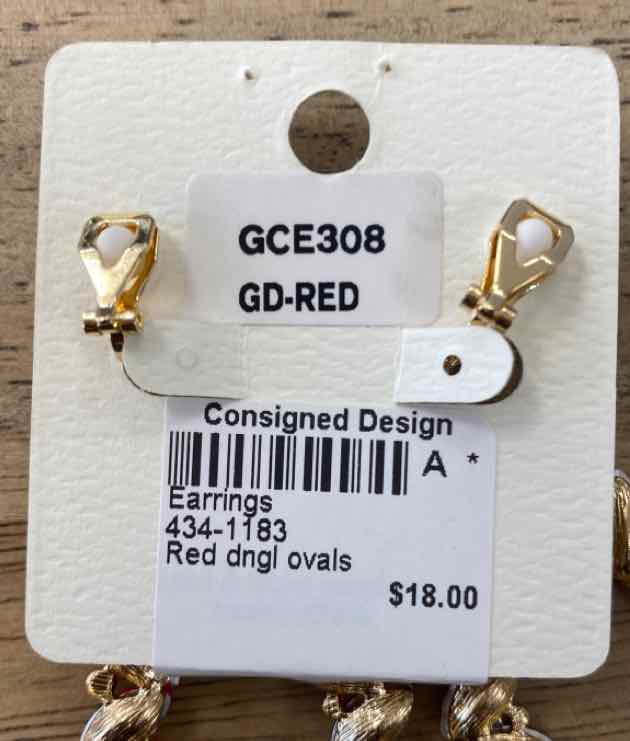 GCE308
GD-RED
Consigned Design
A *
Earrings
434-1183
Red dngl ovals
$18.00